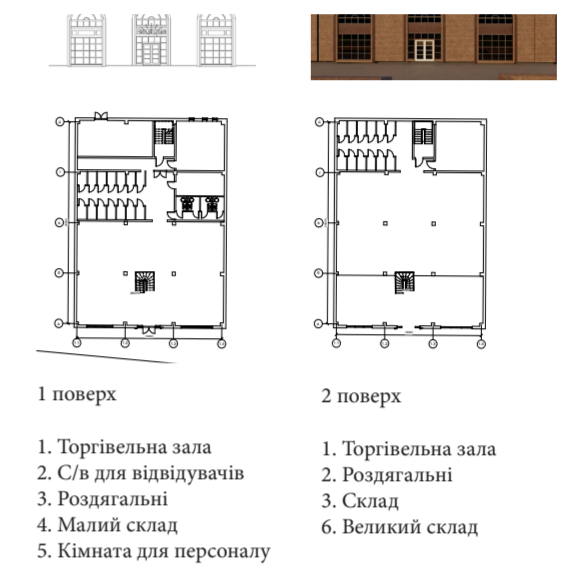 1 поверх
1. Торгівельна зала
2. С/в для відвідувачів
3. Роздягальні
4. Малий склад
5. Кімната для персоналу
2 поверх
1. Торгівельна зала
2. Роздягальні
3. Склад
6. Великий склад